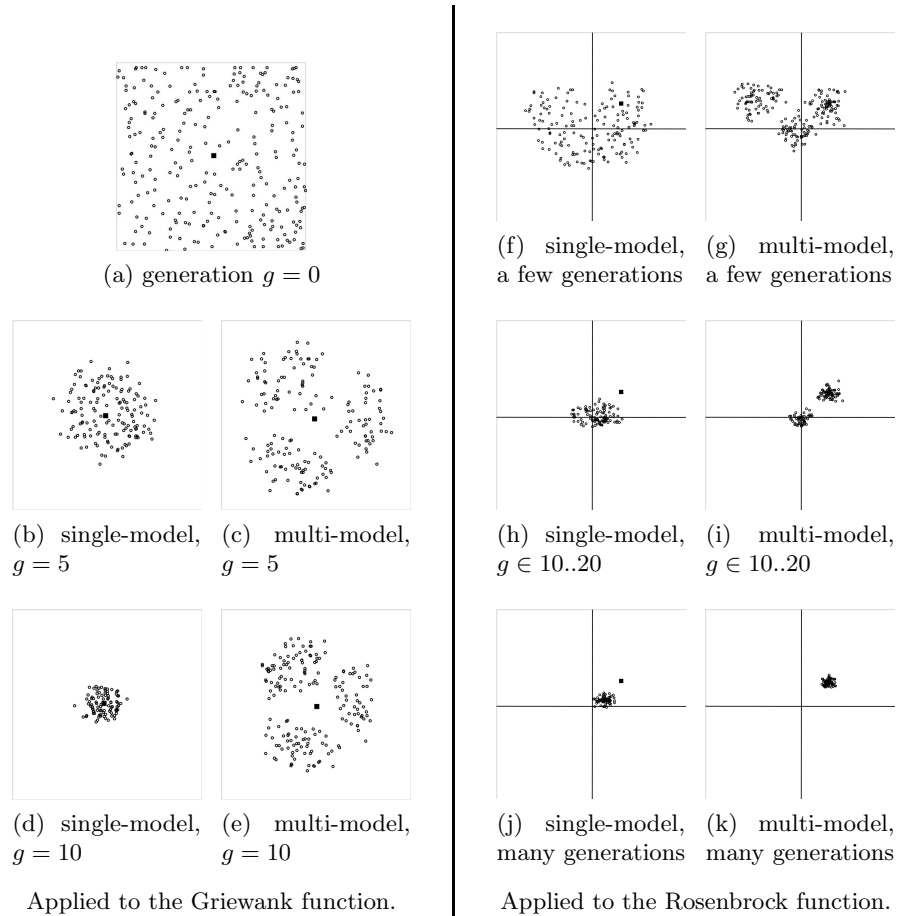 (a) generation g = 0
(b) single-model,
g = 5
(c) multi-model,
g = 5
(d) single-model,
g = 10
(e) multi-model,
g = 10
Applied to the Griewank function.
(f) single-model,
a few generations
(g) multi-model,
a few generations
(h) single-model,
g ∈ 10..20
(i) multi-model,
g ∈ 10..20
(j) single-model,
many generations
(k) multi-model,
many generations
Applied to the Rosenbrock function.